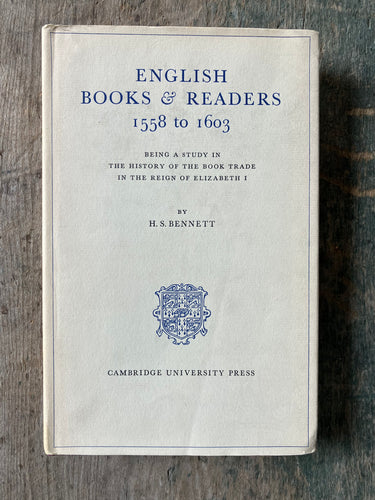 ENGLISH
BOOKS & READERS
1558 to 1603
BEING A STUDY IN
THE HISTORY OF THE BOOK TRADE
IN THE REIGN OF ELIZABETH I
BY
H. S. BENNETT
CAMBRIDGE UNIVERSITY PRESS